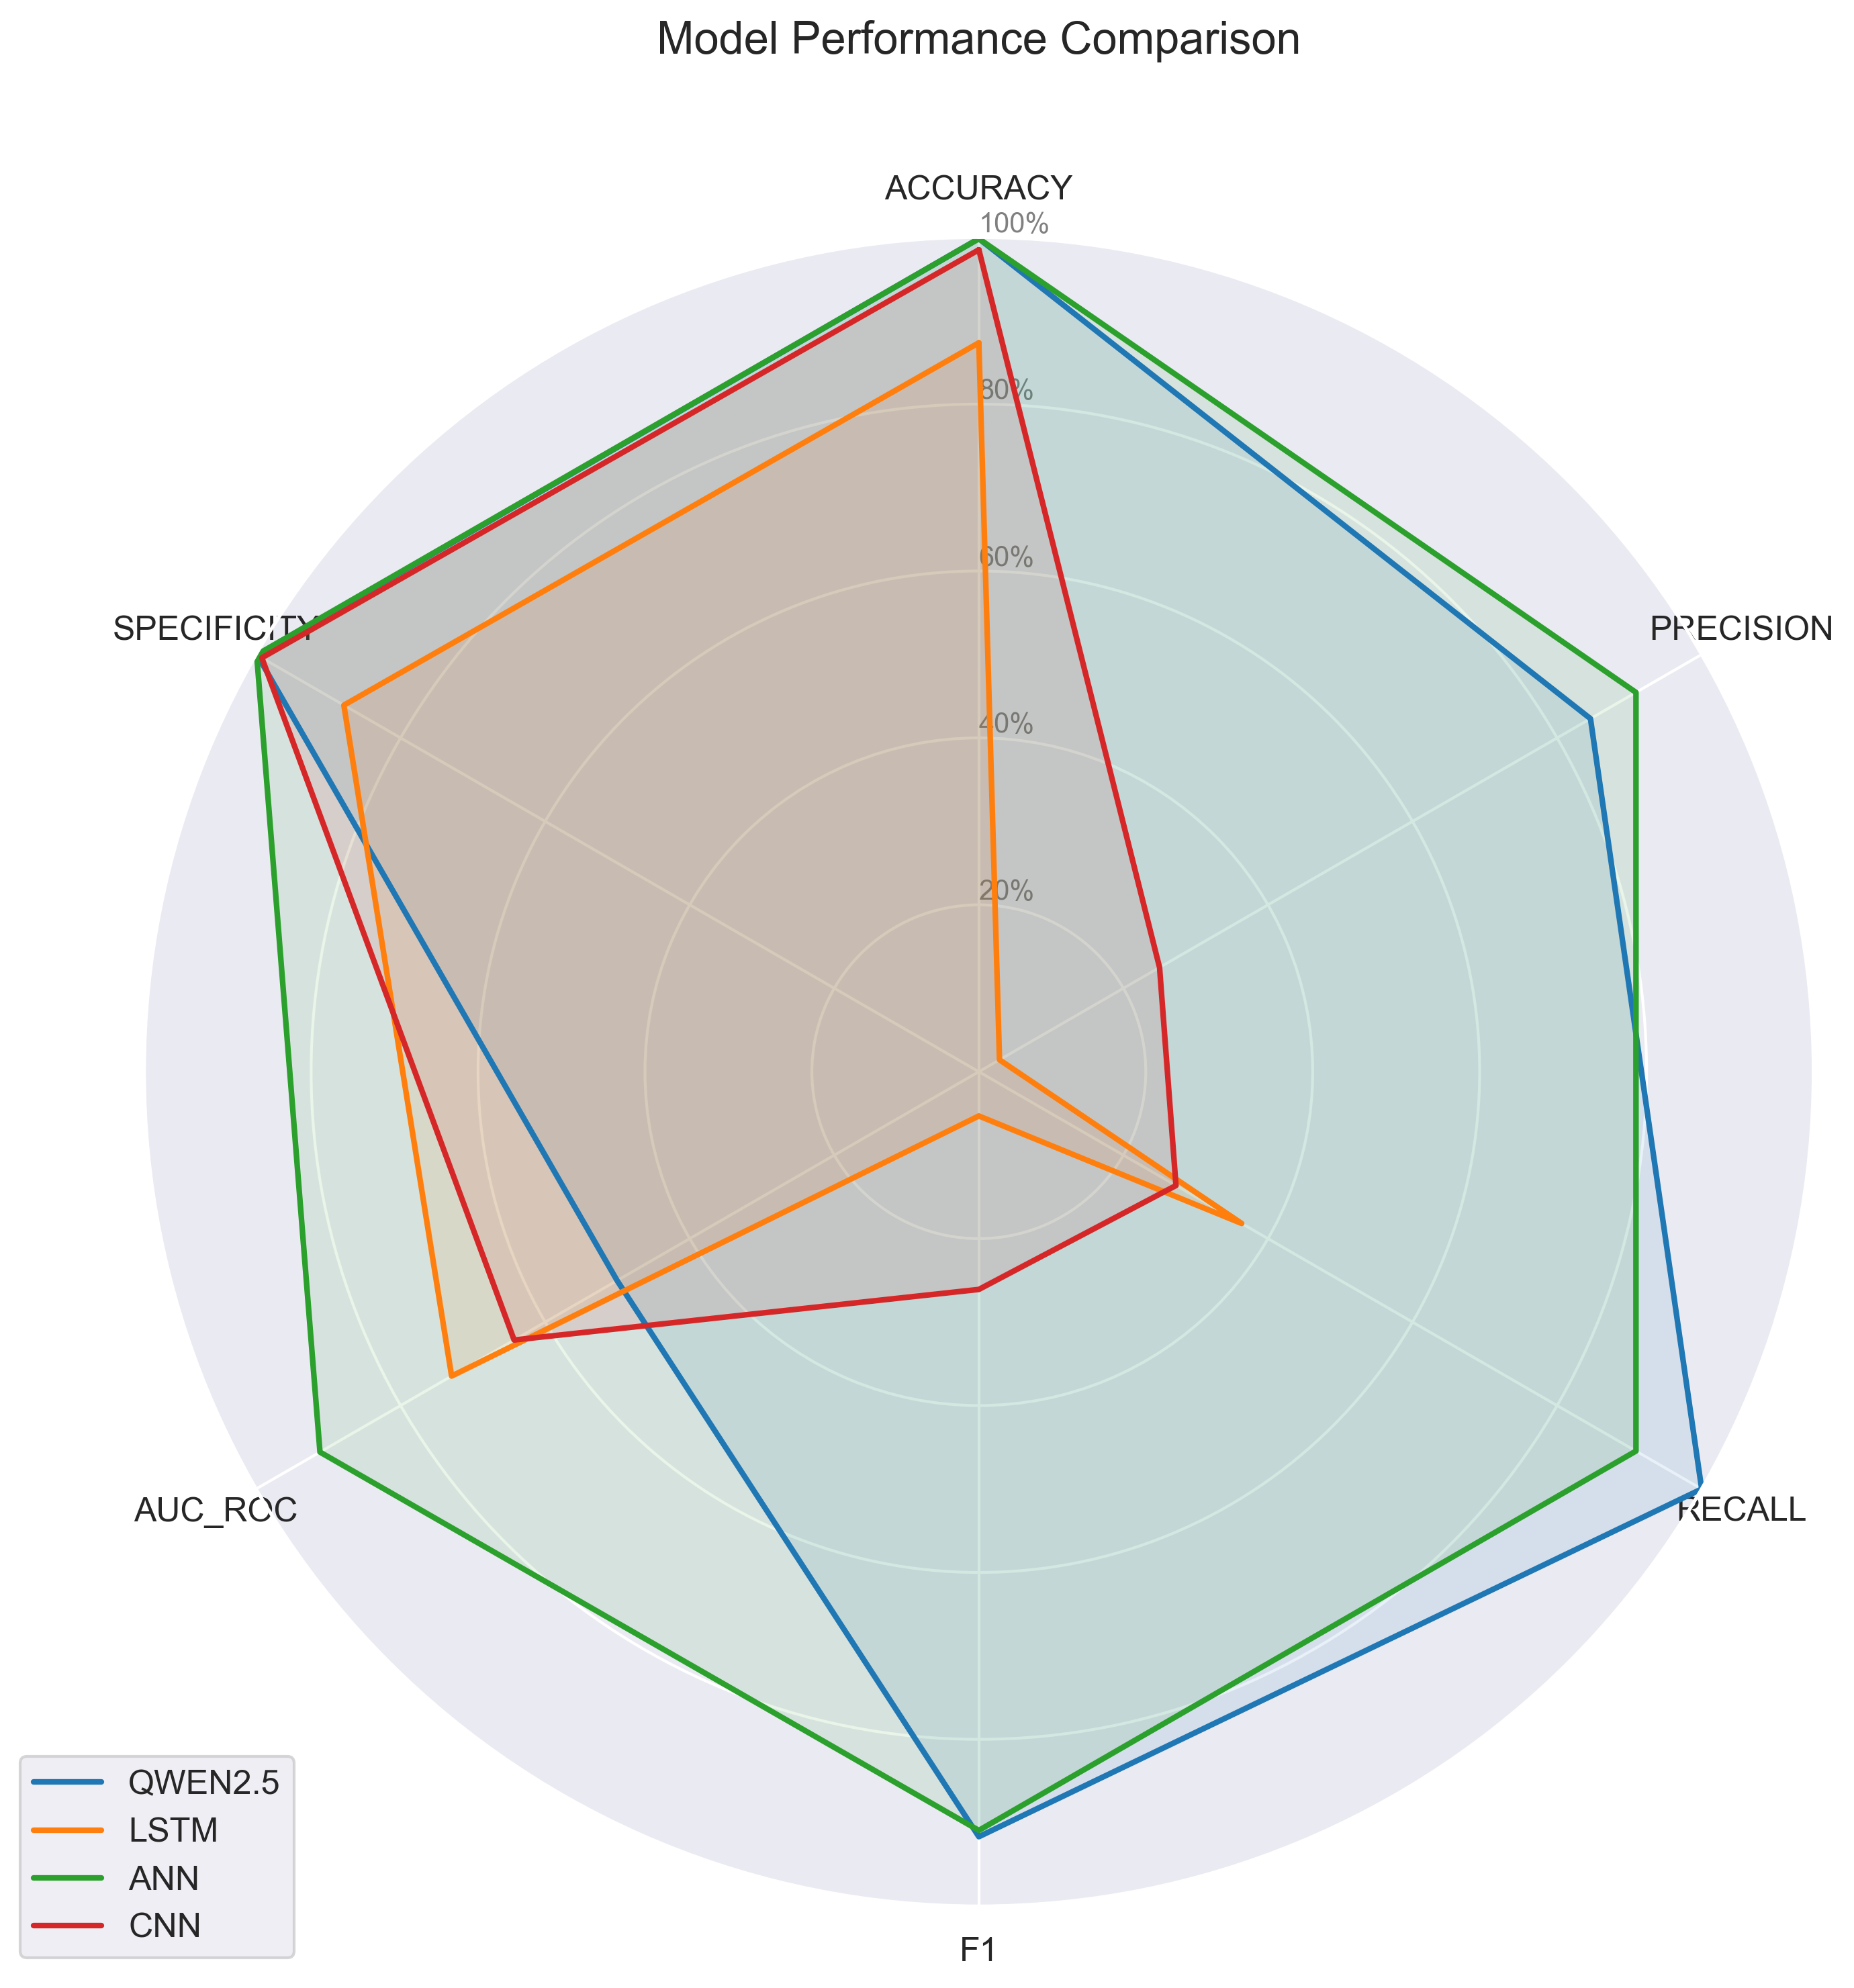 Model Performance Comparison
ACCURACY
100%
80%
60%
40%
20%
SPECIFICITY
PRECISION
AUC_ROC
RECALL
F1
QWEN2.5
LSTM
ANN
CNN